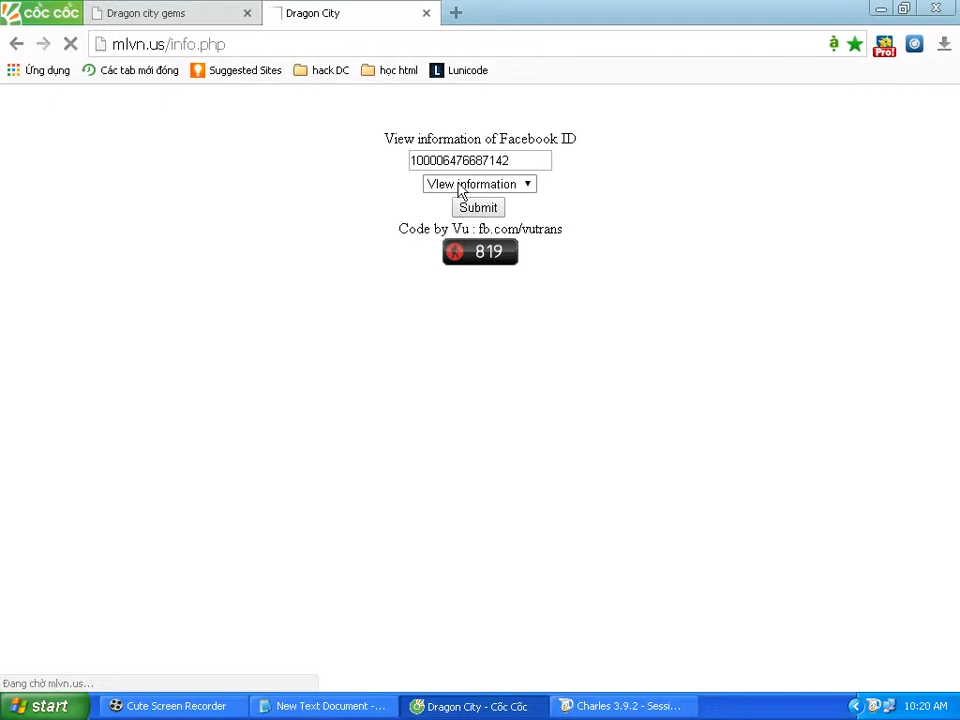 CỐC CỐC
Dragon city gems
Dragon City
mlvn.us/info.php
Pro!
Ứng dụng
Các tab mới đóng
Suggested Sites
hack DC
học html
L Lunicode
View information of Facebook ID
100006476687142
View information
Submit
Code by Vu : fb.com/vutrans
819
Đang chờ mlvn.us...
start
Cute Screen Recorder
New Text Document -...
Dragon City - Cốc Cốc
Charles 3.9.2 - Sessi...
10:20 AM